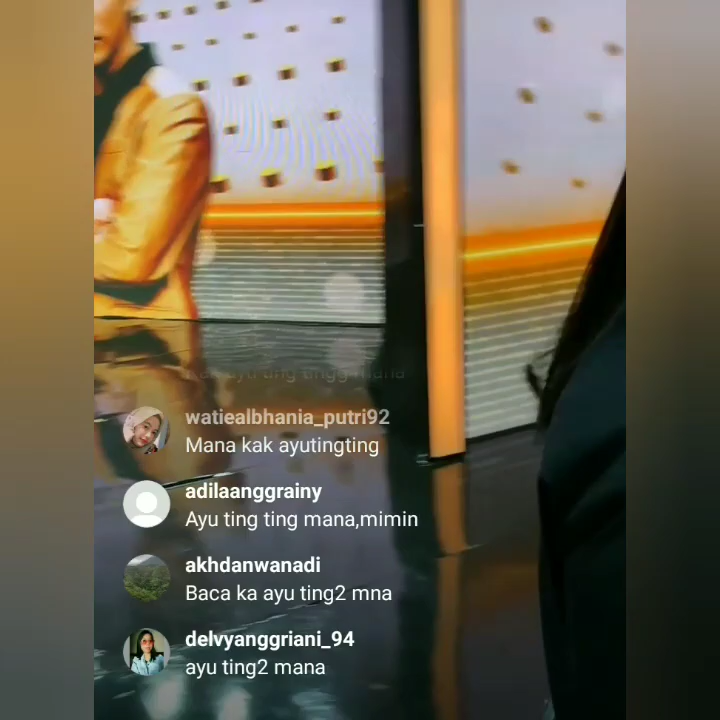 watiealbhania_putri92
Mana kak ayutingting
adilaanggrainy
Ayu ting ting mana,mimin
akhdanwanadi
Baca ka ayu ting2 mna
delvyanggriani_94
ayu ting2 mana